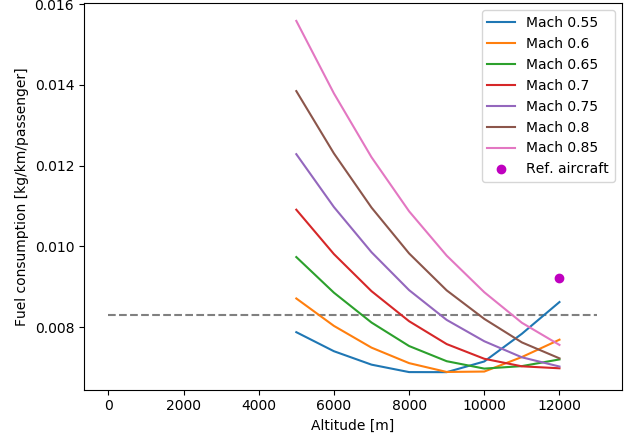 0.016
0.014
0.012
0.010
0.008
Fuel consumption [kg/km/passenger]
Mach 0.55
Mach 0.6
Mach 0.65
Mach 0.7
Mach 0.75
Mach 0.8
Mach 0.85
Ref. aircraft
0 2000 4000 6000 8000 10000 12000
Altitude [m]